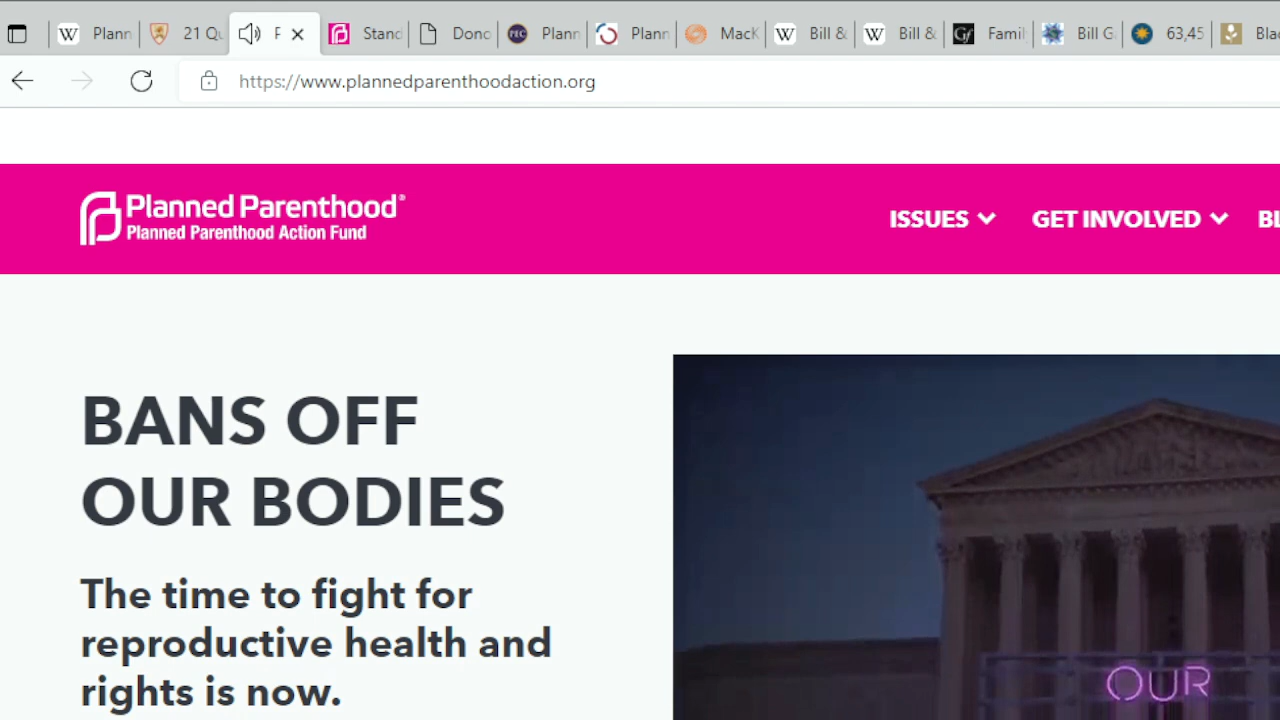 Plann 21 Qu F Stand Dono Plann Plann MacK Bill & Bill & Famil Bill G 63,45 Blac
https://www.plannedparenthoodaction.org
Planned Parenthood®
Planned Parenthood Action Fund
ISSUES GET INVOLVED BL
BANS OFF
OUR BODIES
The time to fight for
reproductive health and
rights is now.
OUR